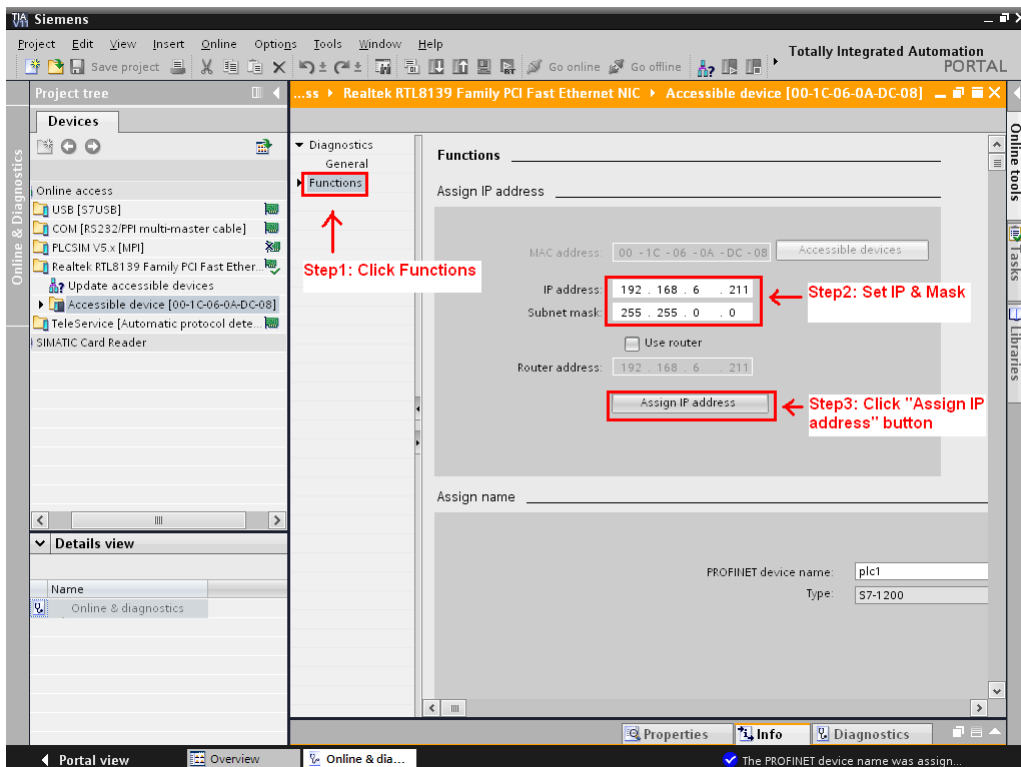 Siemens
Project Edit View Insert Online Options Tools Window Help
Totally Integrated Automation
PORTAL
Save project
Go online
Go offline
Project tree
...ss Realtek RTL8139 Family PCI Fast Ethernet NIC Accessible device [00-1C-06-0A-DC-08]
Devices
Online & Diagnostics
Online access
USB [S7USB]
COM [RS232/PPI multi-master cable]
PLCSIM V5.x [MPI]
Realtek RTL8139 Family PCI Fast Ether...
Update accessible devices
Accessible device [00-1C-06-0A-DC-08]
TeleService [Automatic protocol dete...
SIMATIC Card Reader
Details view
Name
Online & diagnostics
Diagnostics
General
Functions
Step1: Click Functions
Functions
Assign IP address
MAC address: 00 -1C -06 -0A -DC -08 Accessible devices
IP address: 192 . 168 . 6 . 211
Step2: Set IP & Mask
Subnet mask: 255 . 255 . 0 . 0
Use router
Router address: 192 . 168 . 6 . 211
Assign IP address
Step3: Click "Assign IP
address" button
Assign name
PROFINET device name: plc1
Type: S7-1200
Online tools
Tasks
Libraries
Properties Info Diagnostics
Portal view Overview Online & dia...
The PROFINET device name was assign...